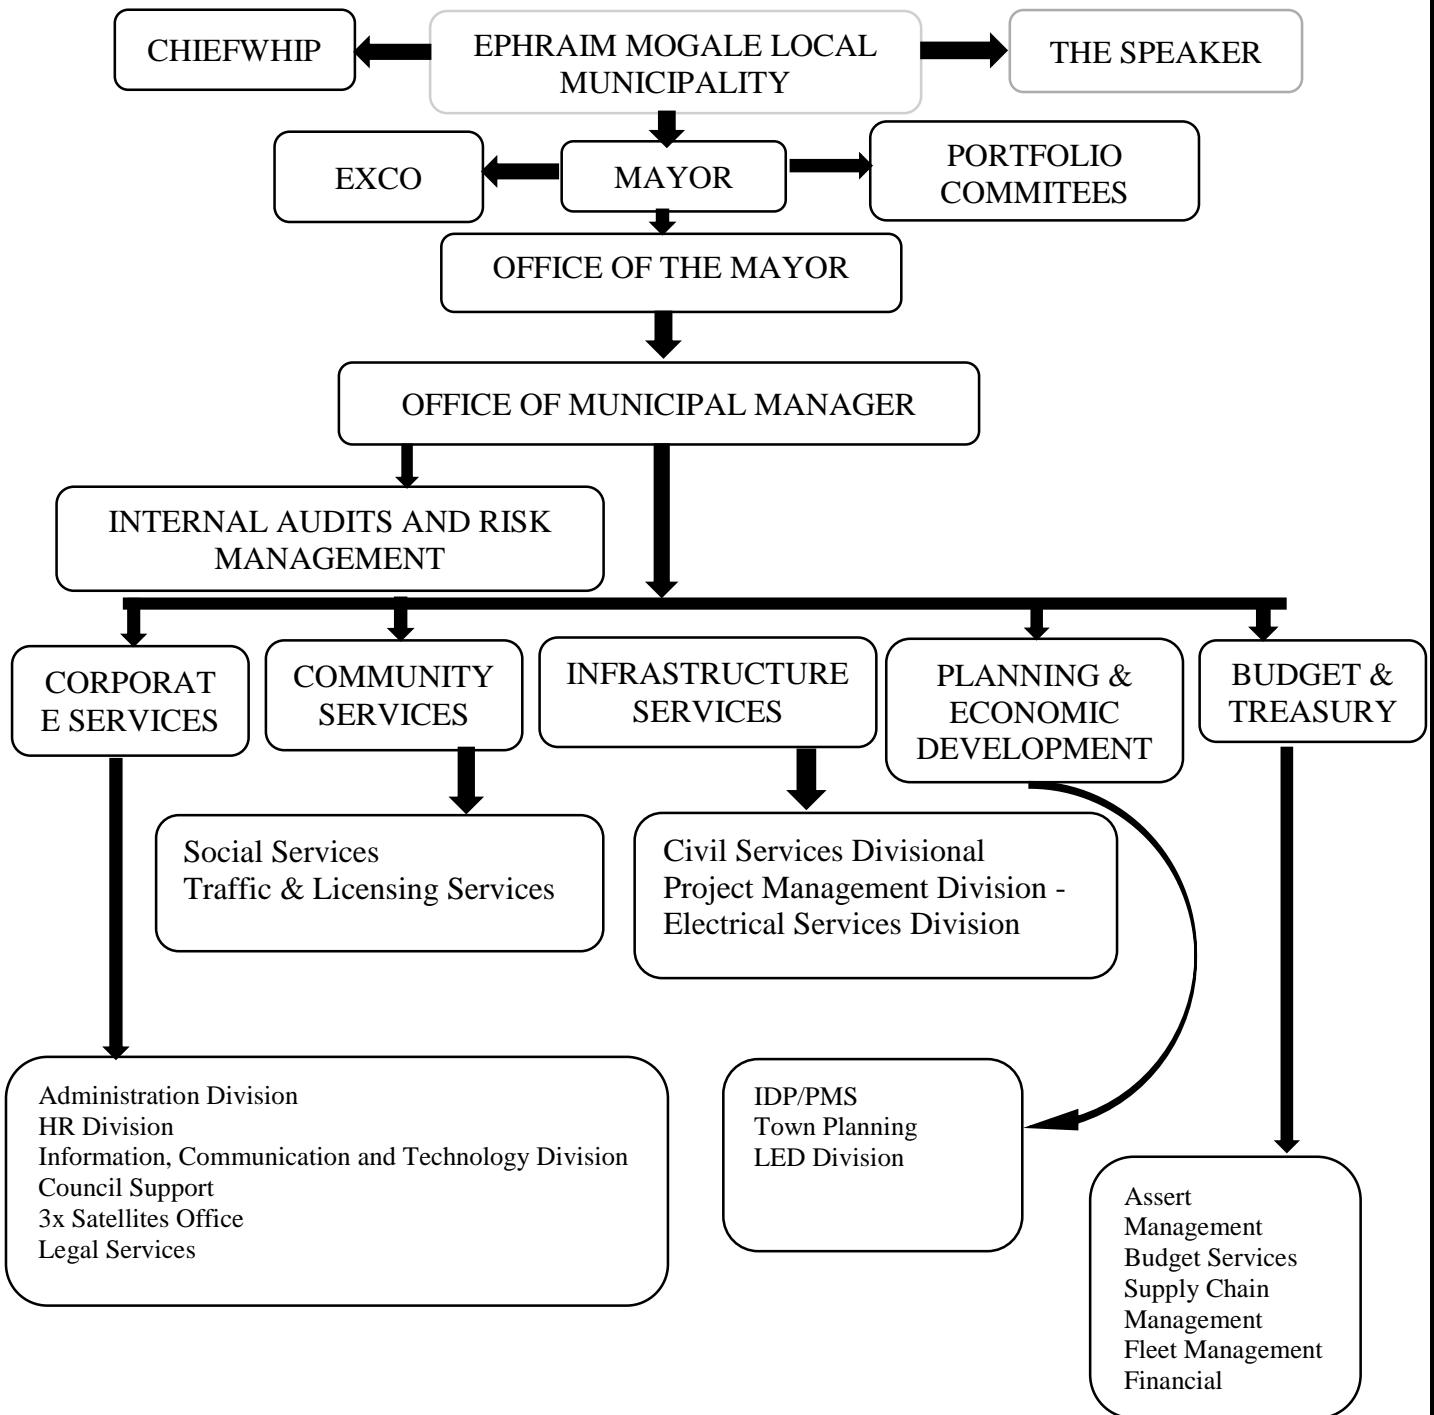 CHIEFWHIP
EPHRAIM MOGALE LOCAL
MUNICIPALITY
THE SPEAKER
EXCO
MAYOR
PORTFOLIO
COMMITEES
OFFICE OF THE MAYOR
OFFICE OF MUNICIPAL MANAGER
INTERNAL AUDITS AND RISK
MANAGEMENT
CORPORAT
E SERVICES
COMMUNITY
SERVICES
INFRASTRUCTURE
SERVICES
PLANNING &
ECONOMIC
DEVELOPMENT
BUDGET &
TREASURY
Social Services
Traffic & Licensing Services
Civil Services Divisional
Project Management Division -
Electrical Services Division
Administration Division
HR Division
Information, Communication and Technology Division
Council Support
3x Satellites Office
Legal Services
IDP/PMS
Town Planning
LED Division
Assert
Management
Budget Services
Supply Chain
Management
Fleet Management
Financial